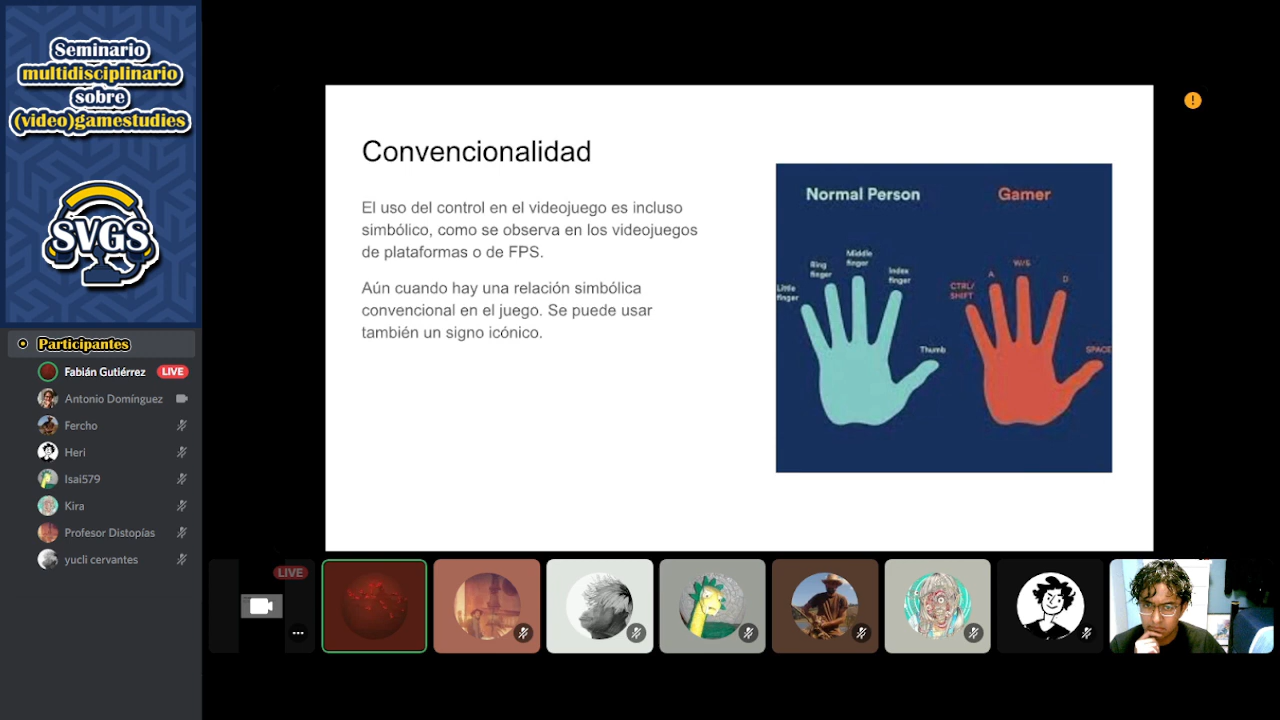 Seminario
multidisciplinario
sobre
(video)gamestudies
SVGS
Participantes
Fabián Gutiérrez LIVE
Antonio Domínguez
Fercho
Heri
Isai579
Kira
Profesor Distopías
yucli cervantes
Convencionalidad
El uso del control en el videojuego es incluso
simbólico, como se observa en los videojuegos
de plataformas o de FPS.
Aún cuando hay una relación simbólica
convencional en el juego. Se puede usar
también un signo icónico.
Normal Person
Little
finger
Ring
finger
Middle
finger
Index
finger
Thumb
Gamer
CTRL/
SHIFT
A
W/S
D
SPACE
LIVE